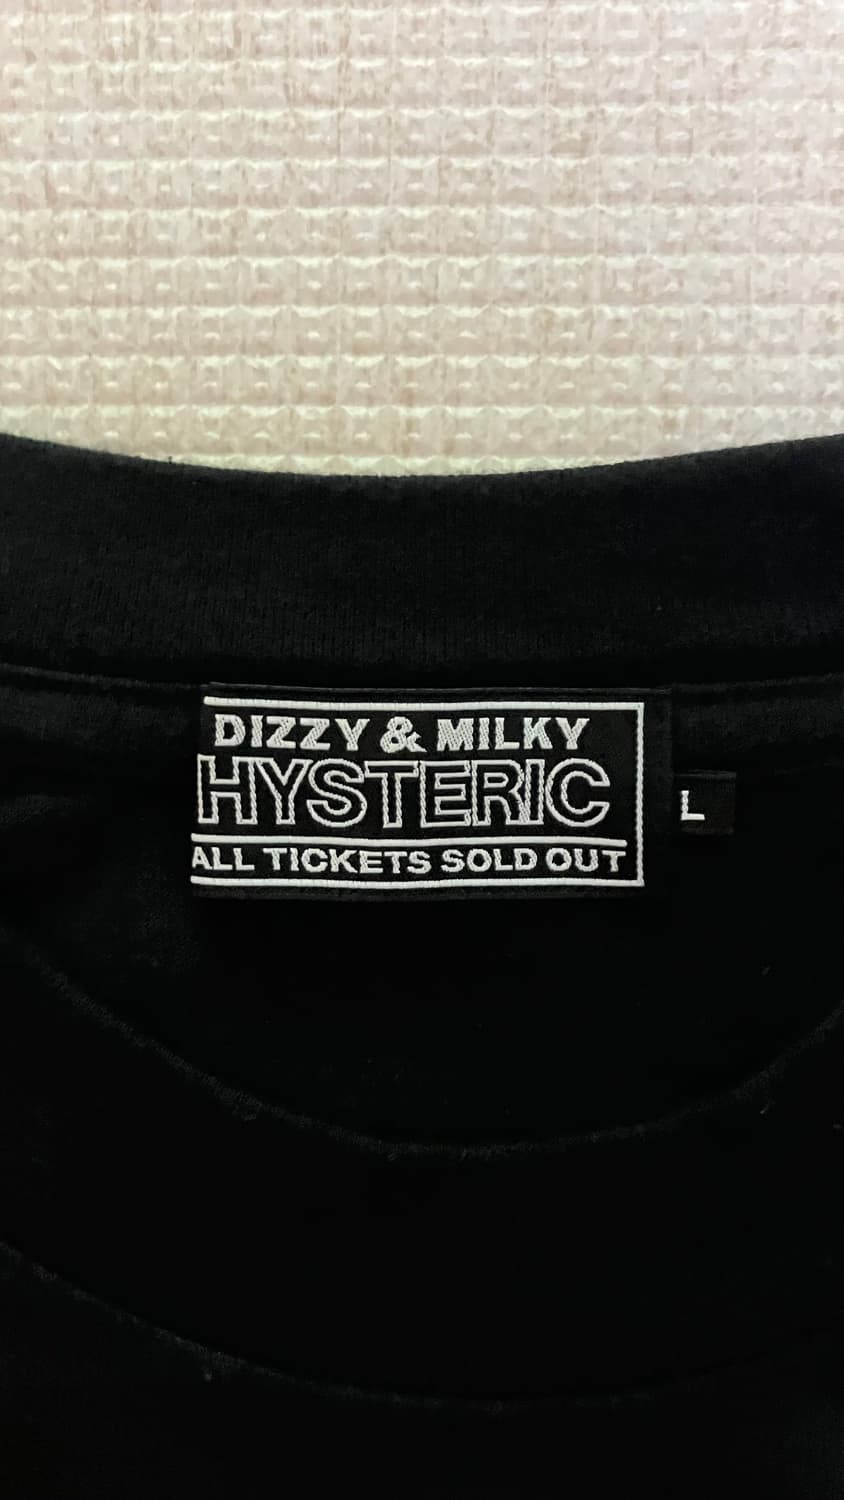 DIZZY & MILKY
HYSTERIC
ALL TICKETS SOLD OUT
L